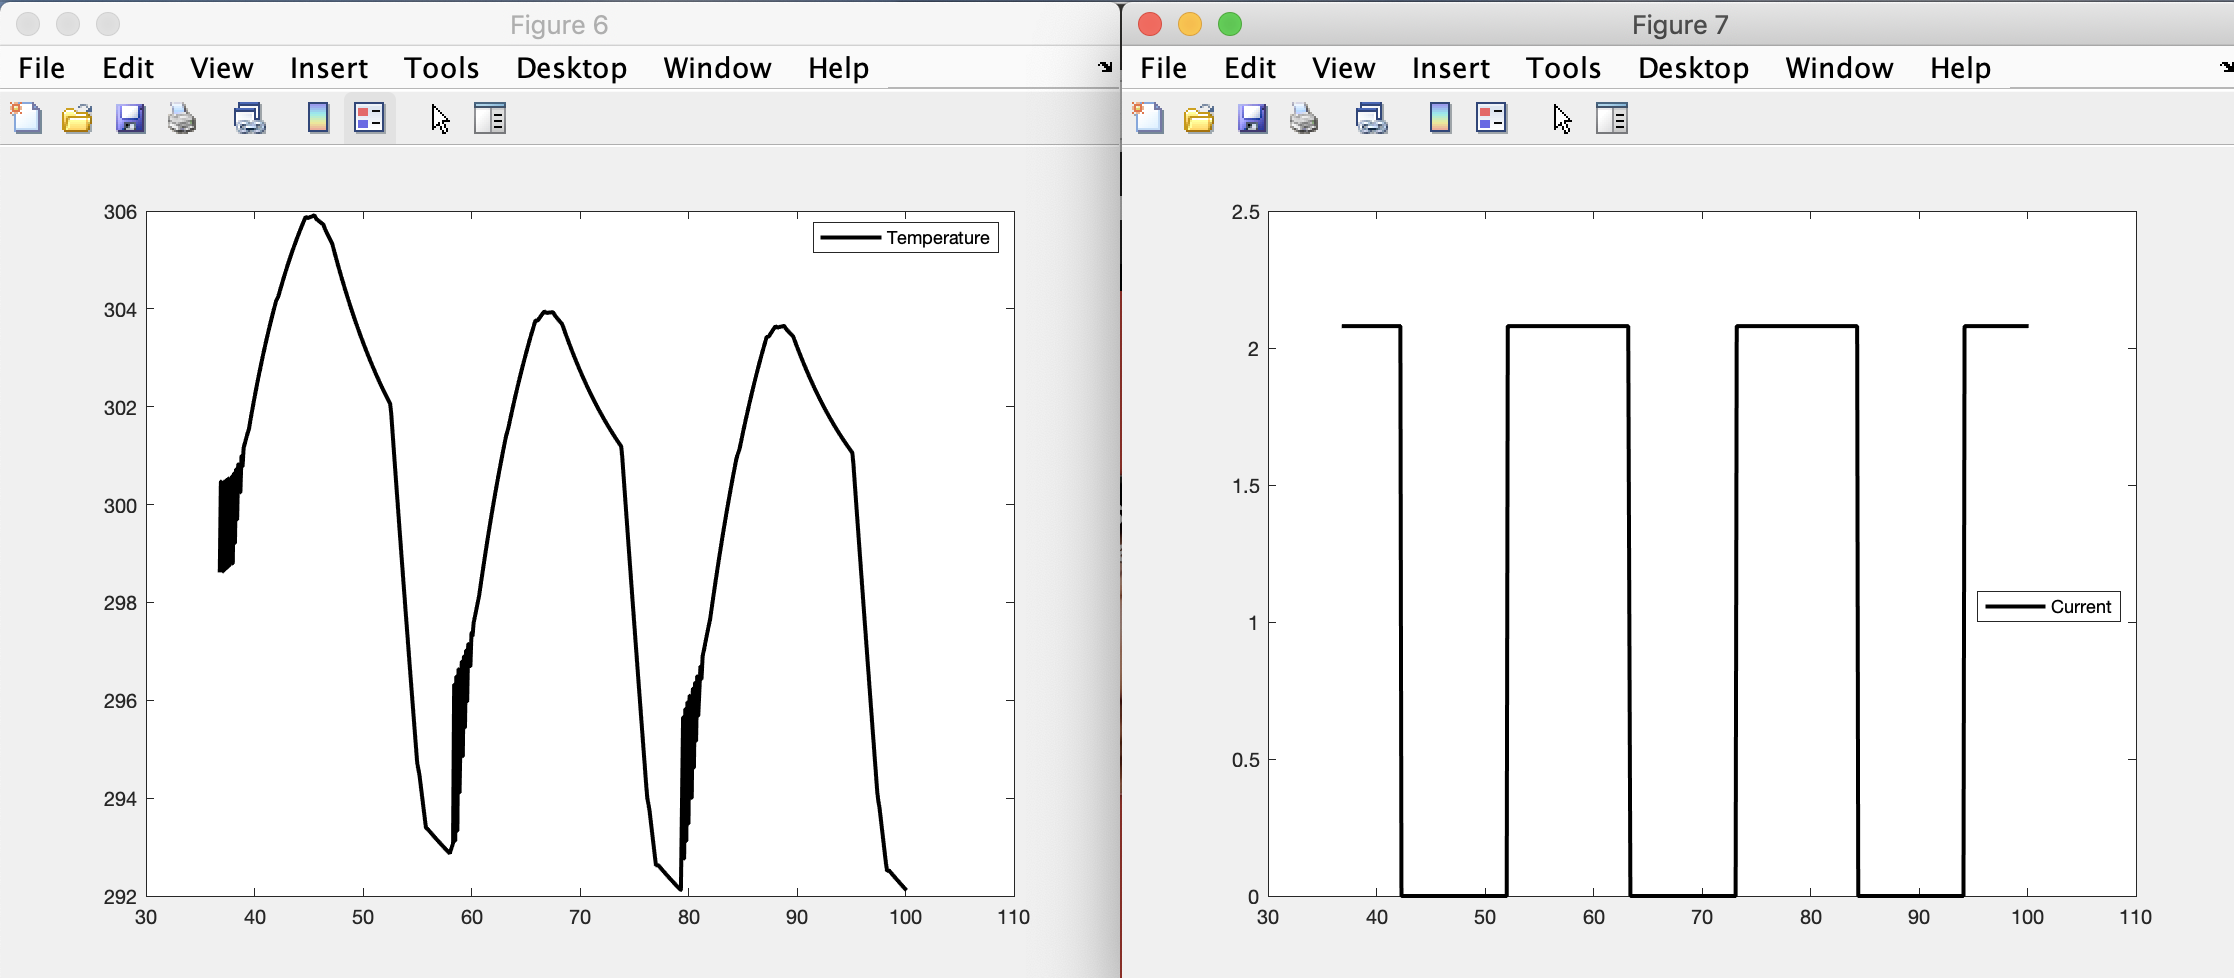 Figure 6
File Edit View Insert Tools Desktop Window Help
306
304
302
300
298
296
294
292
30 40 50 60 70 80 90 100 110
Temperature
Figure 7
File Edit View Insert Tools Desktop Window Help
2.5
2
1.5
1
0.5
0
30 40 50 60 70 80 90 100 110
Current